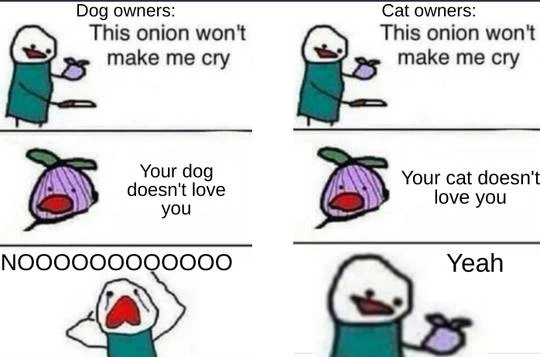 Dog owners:
This onion won't
make me cry
Your dog
doesn't love
you
NOOOOOOOOOOOO
Cat owners:
This onion won't
make me cry
Your cat doesn't
love you
Yeah